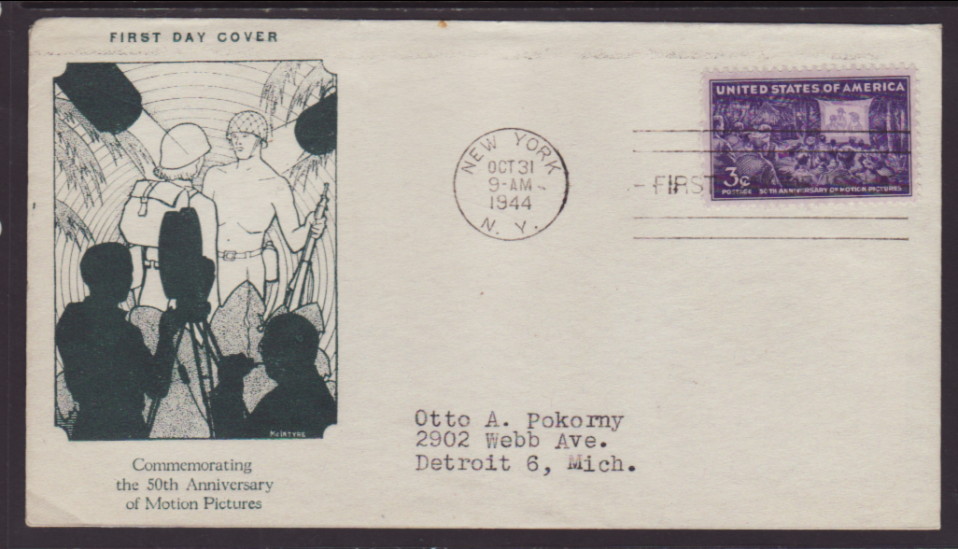 FIRST DAY COVER
McINTYRE
Commemorating
the 50th Anniversary
of Motion Pictures
NEW YORK
OCT 31
9-AM
1944
N. Y.
FIRST
UNITED STATES OF AMERICA
3¢
POSTAGE 50TH ANNIVERSARY OF MOTION PICTURES
Otto A. Pokorny
2902 Webb Ave.
Detroit 6, Mich.